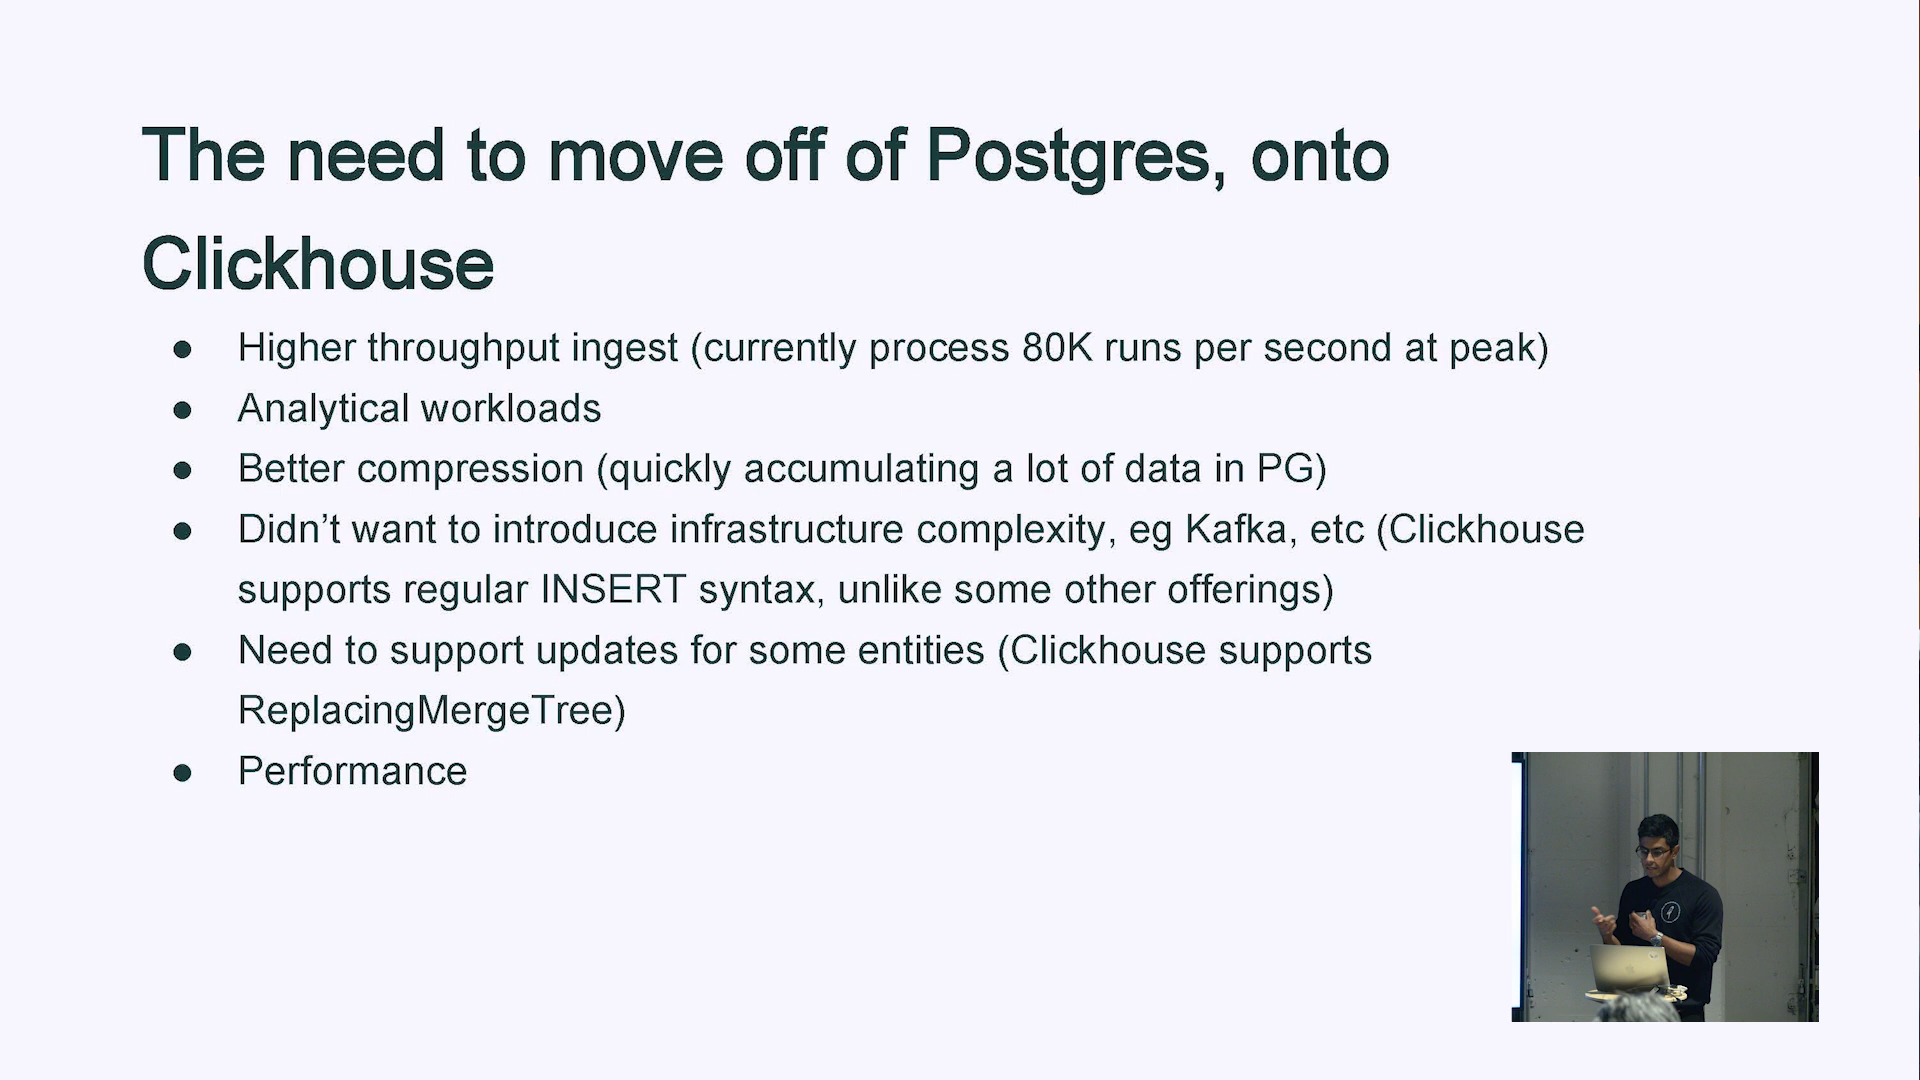 The need to move off of Postgres, onto
Clickhouse
● Higher throughput ingest (currently process 80K runs per second at peak)
● Analytical workloads
● Better compression (quickly accumulating a lot of data in PG)
● Didn’t want to introduce infrastructure complexity, eg Kafka, etc (Clickhouse
supports regular INSERT syntax, unlike some other offerings)
● Need to support updates for some entities (Clickhouse supports
ReplacingMergeTree)
● Performance